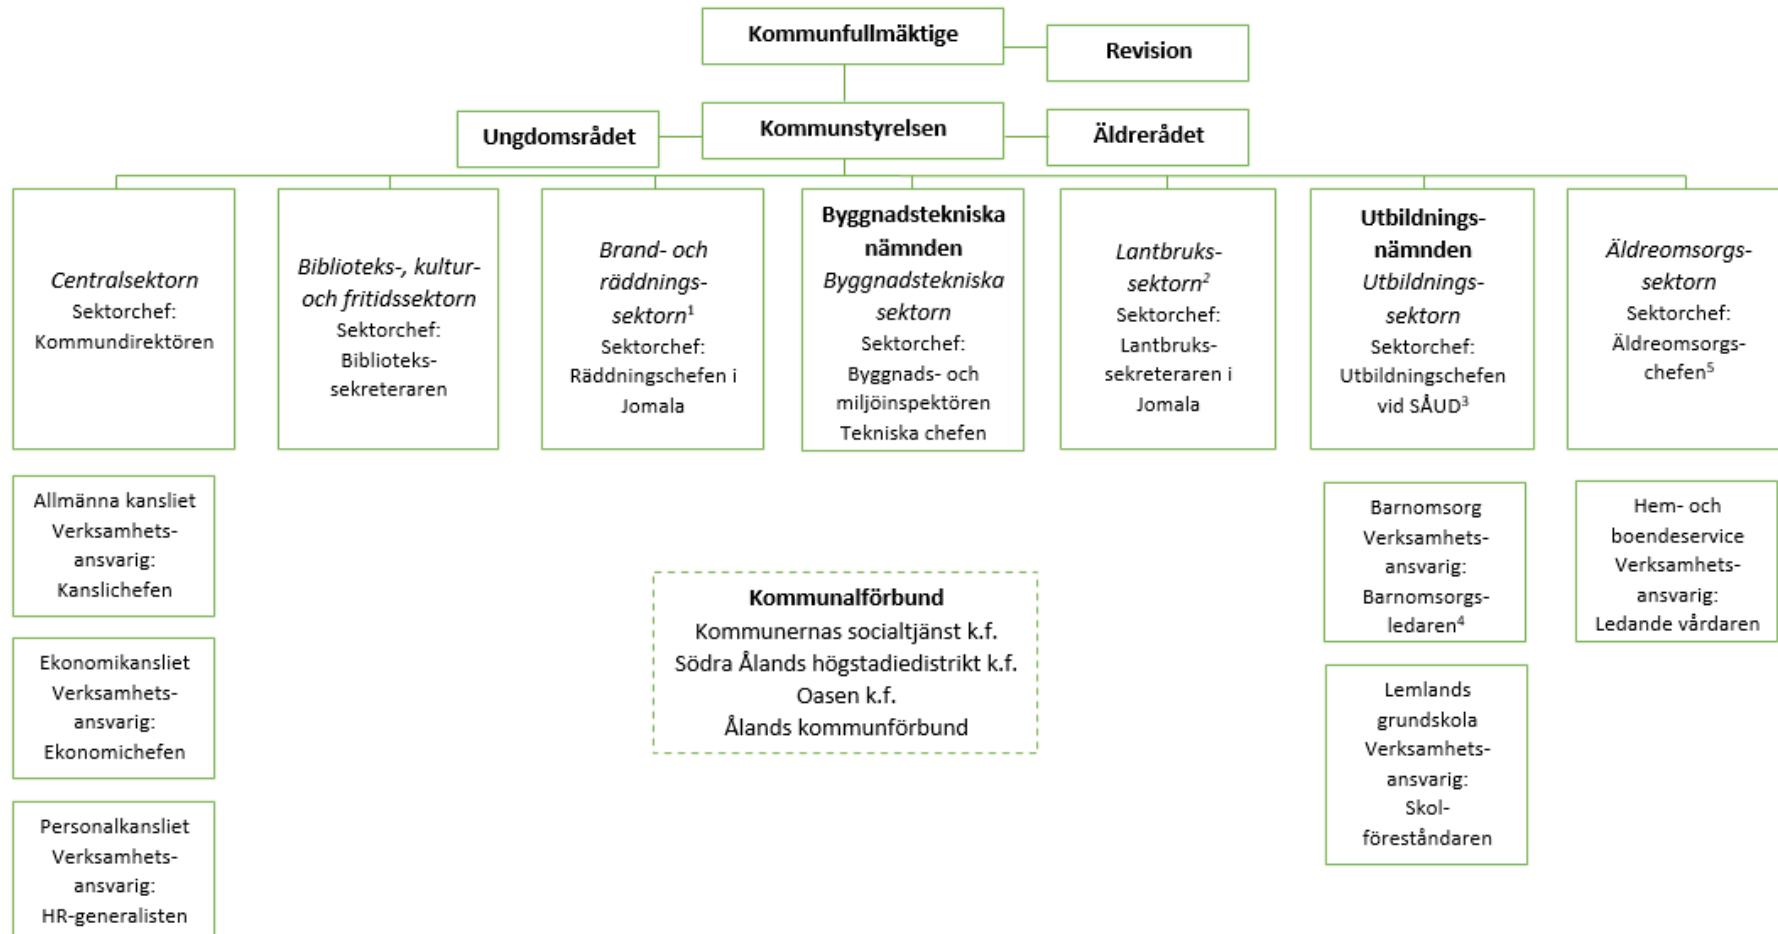 Kommunfullmäktige
Revision
Ungdomsrådet
Kommunstyrelsen
Äldrerådet
Centralsektorn
Sektorchef:
Kommundirektören
Biblioteks-, kultur-
och fritidssektorn
Sektorchef:
Biblioteks-
sekreteraren
Brand- och
räddnings-
sektorn¹
Sektorchef:
Räddningschefen i
Jomala
Byggnadstekniska
nämnden
Byggnadstekniska
sektorn
Sektorchef:
Byggnads- och
miljöinspektören
Tekniska chefen
Lantbruks-
sektorn²
Sektorchef:
Lantbruks-
sekreteraren i
Jomala
Utbildnings-
nämnden
Utbildnings-
sektorn
Sektorchef:
Utbildningschefen
vid SÅUD³
Äldreomsorgs-
sektorn
Sektorchef:
Äldreomsorgs-
chefen⁵
Allmänna kansliet
Verksamhets-
ansvarig:
Kanslichefen
Ekonomikansliet
Verksamhets-
ansvarig:
Ekonomichefen
Personalkansliet
Verksamhets-
ansvarig:
HR-generalisten
Kommunalförbund
Kommunernas socialtjänst k.f.
Södra Ålands högstadiedistrikt k.f.
Oasen k.f.
Ålands kommunförbund
Barnomsorg
Verksamhets-
ansvarig:
Barnomsorgs-
ledaren⁴
Lemlands
grundskola
Verksamhets-
ansvarig:
Skol-
föreståndaren
Hem- och
boendeservice
Verksamhets-
ansvarig:
Ledande vårdaren